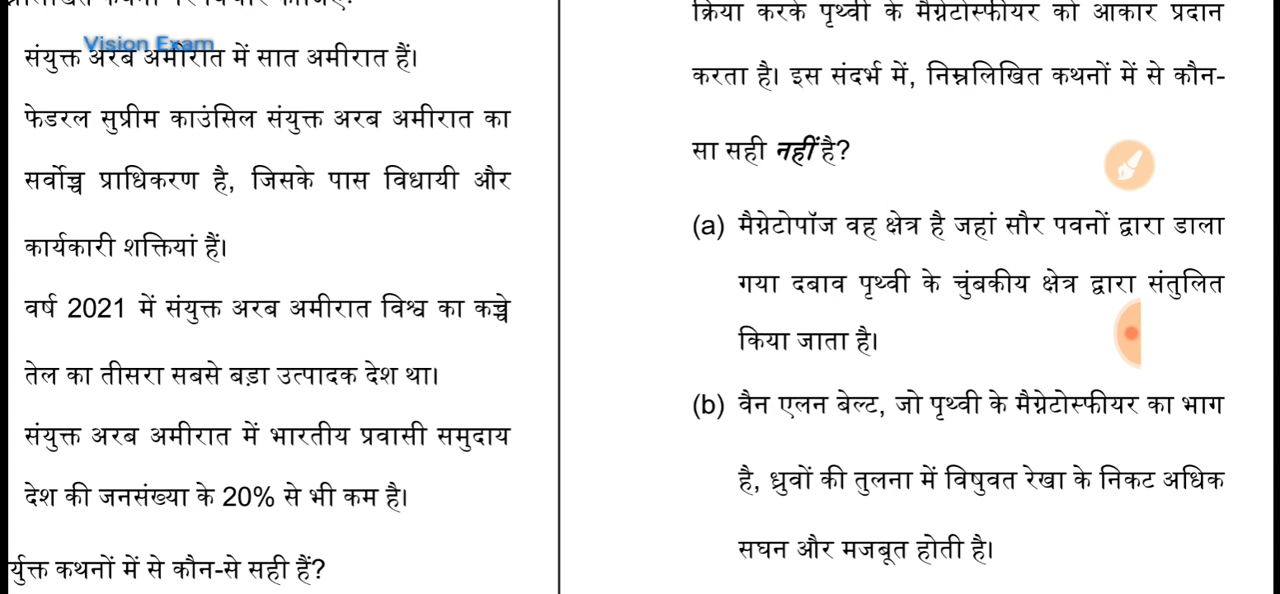 संयुक्त अरब अमीरात में सात अमीरात हैं।
Vision Exam
फेडरल सुप्रीम काउंसिल संयुक्त अरब अमीरात का
सर्वोच्च प्राधिकरण है, जिसके पास विधायी और
कार्यकारी शक्तियां हैं।
वर्ष 2021 में संयुक्त अरब अमीरात विश्व का कच्चे
तेल का तीसरा सबसे बड़ा उत्पादक देश था।
संयुक्त अरब अमीरात में भारतीय प्रवासी समुदाय
देश की जनसंख्या के 20% से भी कम है।
र्युक्त कथनों में से कौन-से सही हैं?
क्रिया करके पृथ्वी के मैग्नेटोस्फीयर को आकार प्रदान
करता है। इस संदर्भ में, निम्नलिखित कथनों में से कौन-
सा सही नहीं है?
(a) मैग्नेटोपॉज वह क्षेत्र है जहां सौर पवनों द्वारा डाला
गया दबाव पृथ्वी के चुंबकीय क्षेत्र द्वारा संतुलित
किया जाता है।
(b) वैन एलन बेल्ट, जो पृथ्वी के मैग्नेटोस्फीयर का भाग
है, ध्रुवों की तुलना में विषुवत रेखा के निकट अधिक
सघन और मजबूत होती है।